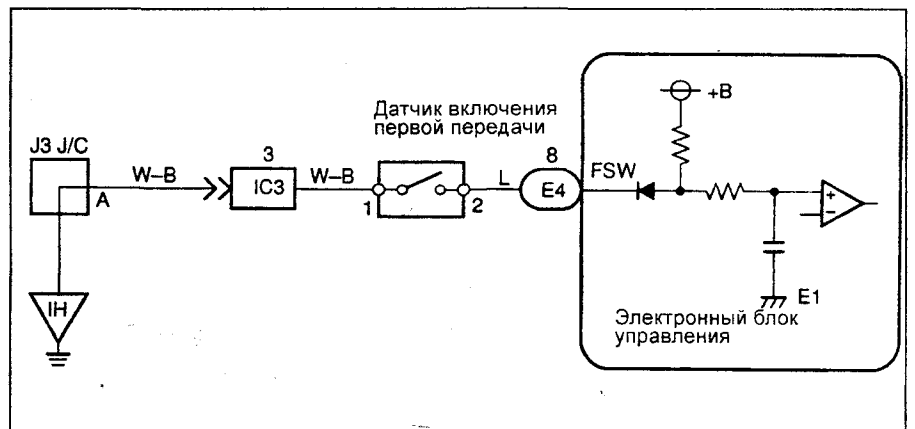 +B
Датчик включения
первой передачи
J3 J/C
3
8
W–B
IC3
W–B
L
E4
FSW
A
1
2
+
−
IH
E1
Электронный блок
управления